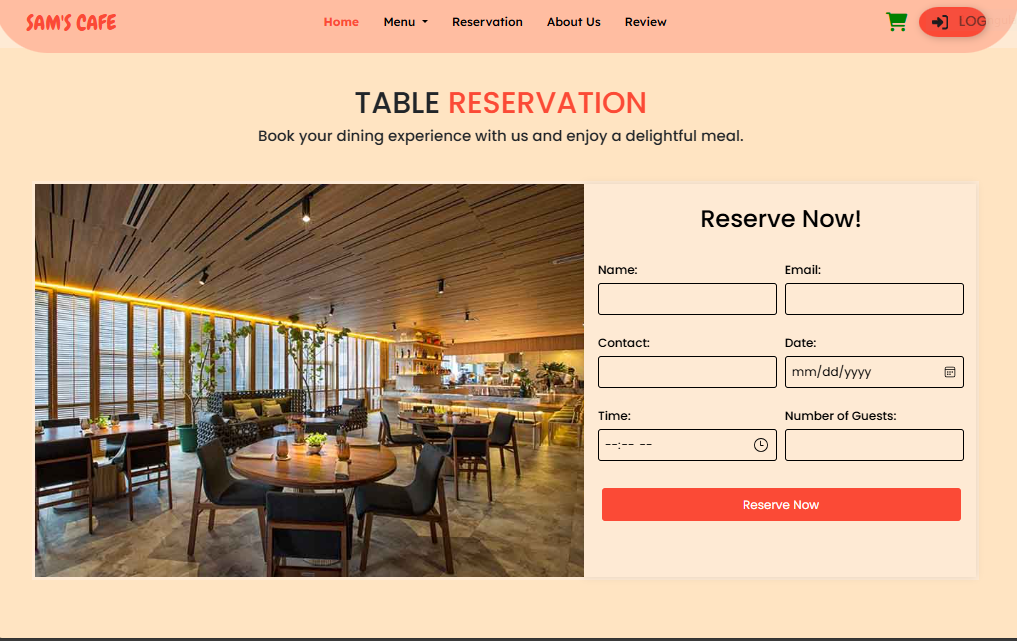 SAM'S CAFE
Home Menu Reservation About Us Review
LOG
TABLE RESERVATION
Book your dining experience with us and enjoy a delightful meal.
Reserve Now!
Name: Email:
Contact: Date:
mm/dd/yyyy
Time: Number of Guests:
--:-- --
Reserve Now